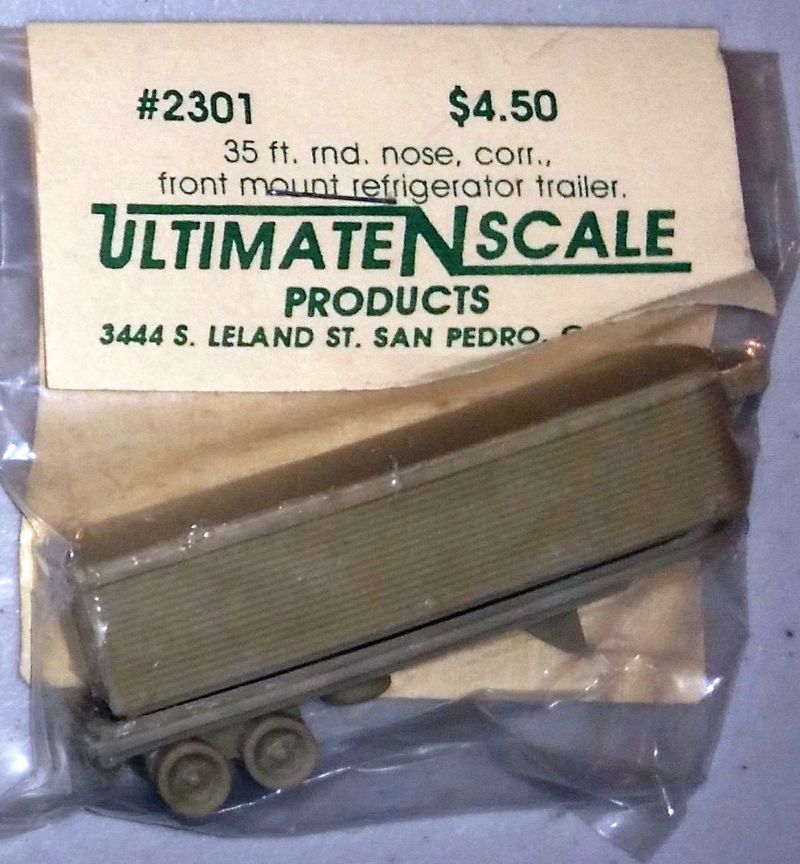 #2301 $4.50
35 ft. rnd. nose, corr.,
front mount refrigerator trailer.
ULTIMATE N SCALE
PRODUCTS
3444 S. LELAND ST. SAN PEDRO,